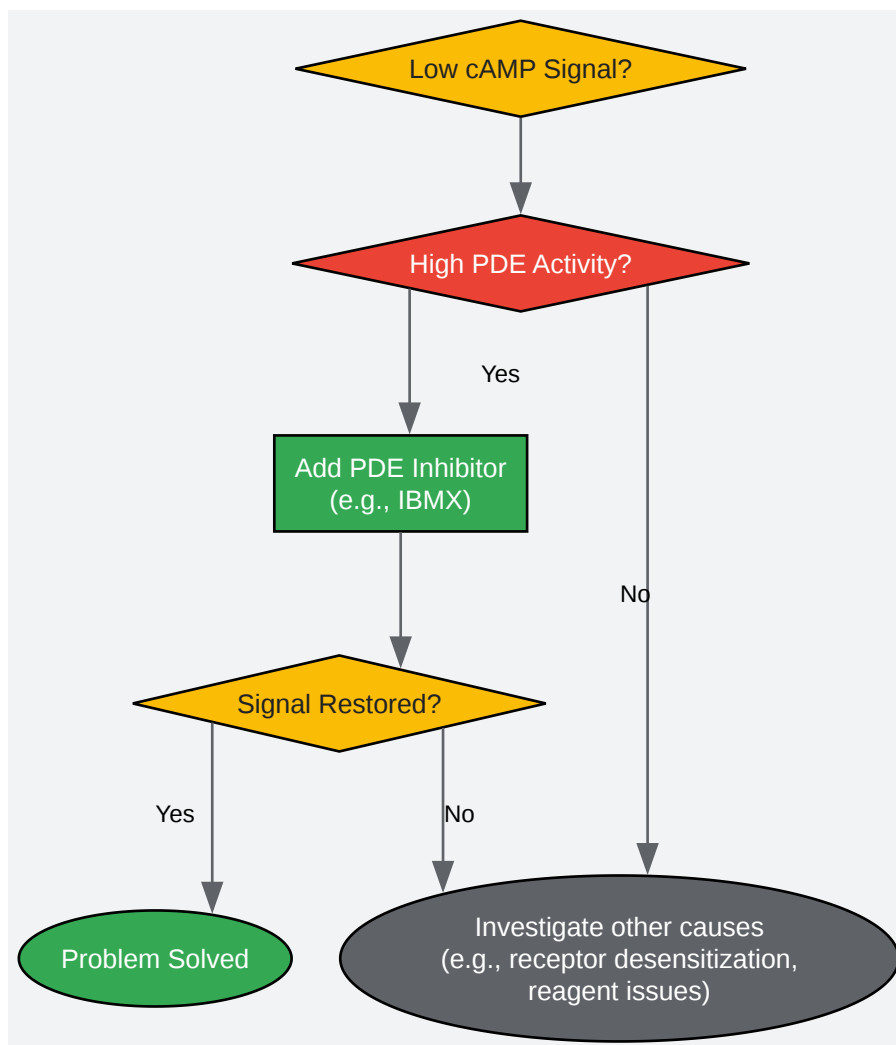 Low cAMP Signal?
High PDE Activity?
Yes
Add PDE Inhibitor
(e.g., IBMX)
No
Signal Restored?
Yes
No
Problem Solved
Investigate other causes
(e.g., receptor desensitization,
reagent issues)